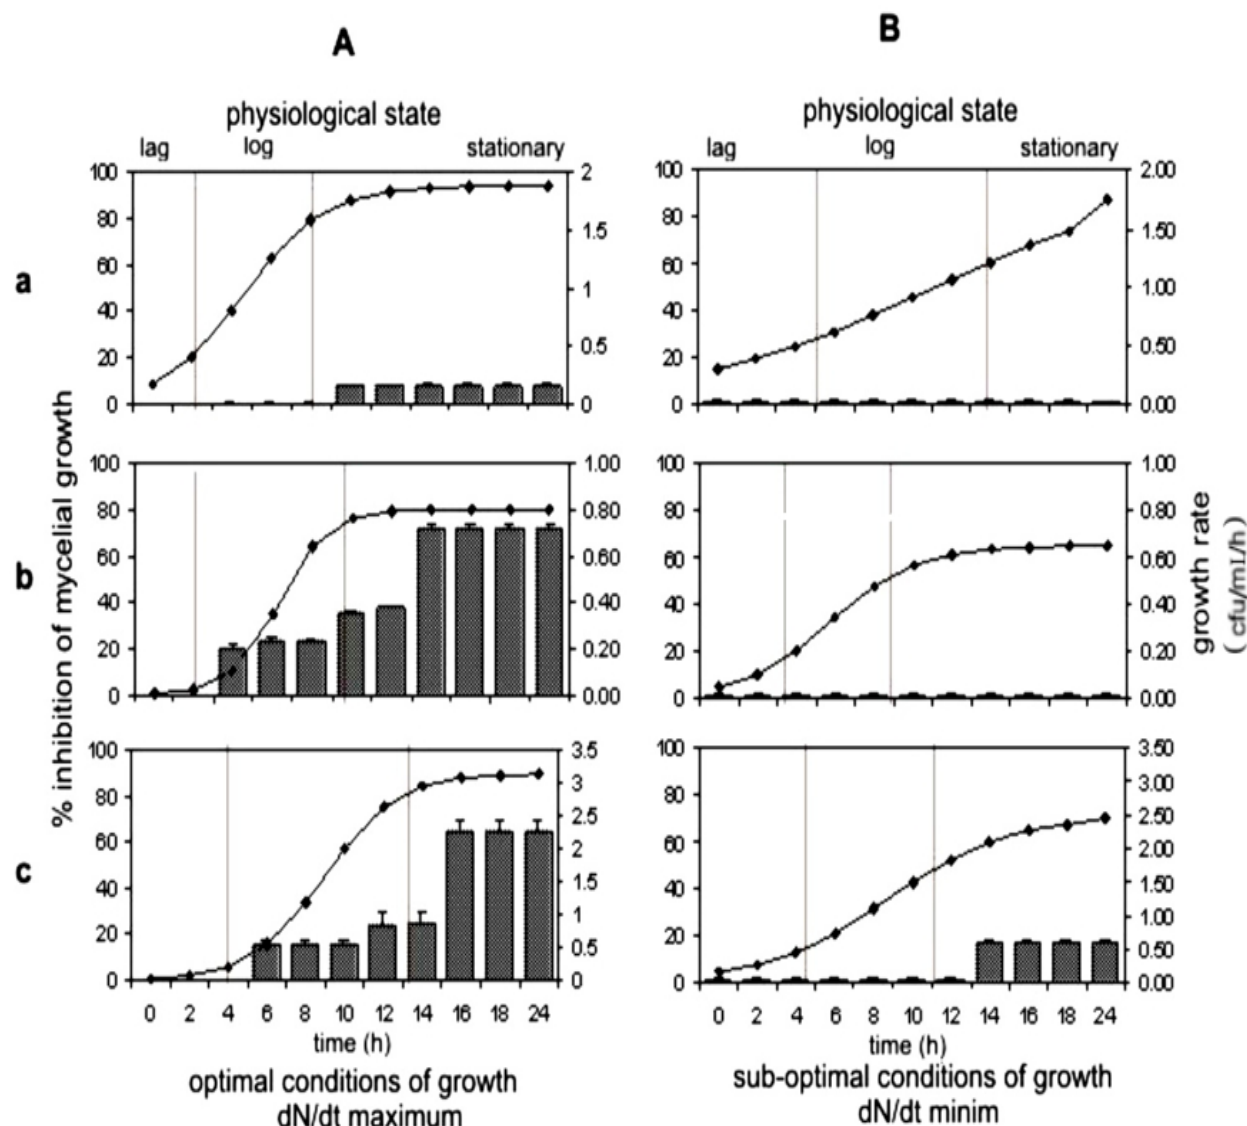 A
B
physiological state
physiological state
lag log stationary
lag log stationary
a
100 80 60 40 20 0
2 1.5 1 0.5 0
100 80 60 40 20 0
2.00 1.50 1.00 0.50 0.00
b
100 80 60 40 20 0
1.00 0.80 0.60 0.40 0.20 0.00
100 80 60 40 20 0
1.00 0.80 0.60 0.40 0.20 0.00
c
100 80 60 40 20 0
3.5 3 2.5 2 1.5 1 0.5 0
100 80 60 40 20 0
3.50 3.00 2.50 2.00 1.50 1.00 0.50 0.00
% inhibition of mycelial growth
growth rate
( cfu/mL/h)
0 2 4 6 8 10 12 14 16 18 24
0 2 4 6 8 10 12 14 16 18 24
time (h)
time (h)
optimal conditions of growth
dN/dt maximum
sub-optimal conditions of growth
dN/dt minim